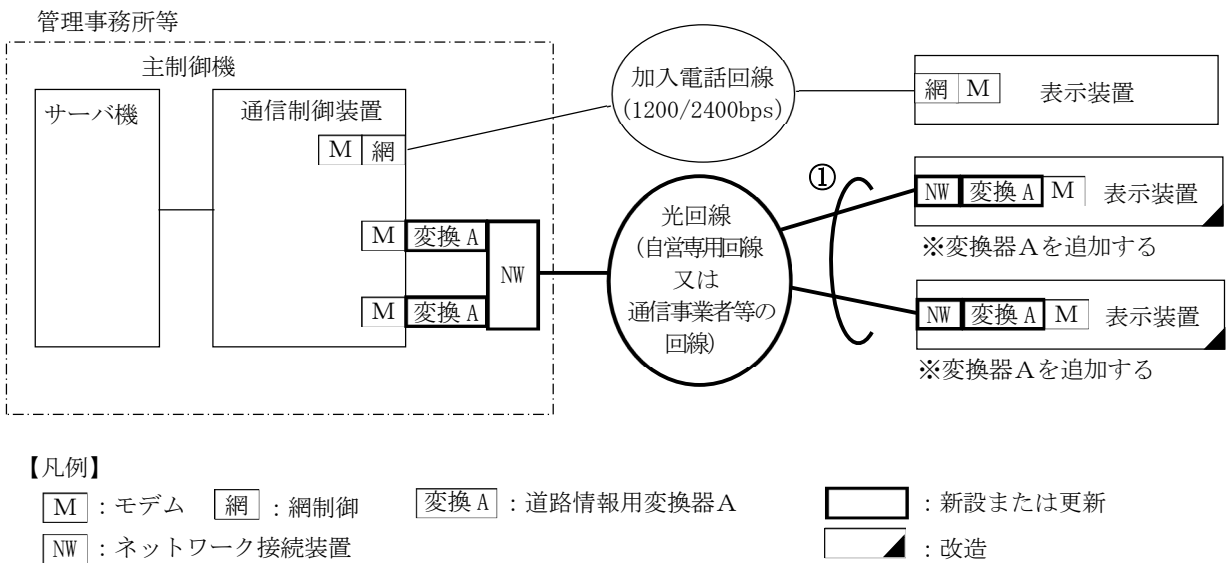 管理事務所等
主制御機
サーバ機
通信制御装置
M 網
M 変換A
M 変換A
NW
加入電話回線
(1200/2400bps)
網 M 表示装置
光回線
(自営専用回線
又は
通信事業者等の
回線)
①
NW 変換A M 表示装置
※変換器Aを追加する
NW 変換A M 表示装置
※変換器Aを追加する
【凡例】
M：モデム 網：網制御 変換A：道路情報用変換器A ：新設または更新
NW：ネットワーク接続装置 ：改造